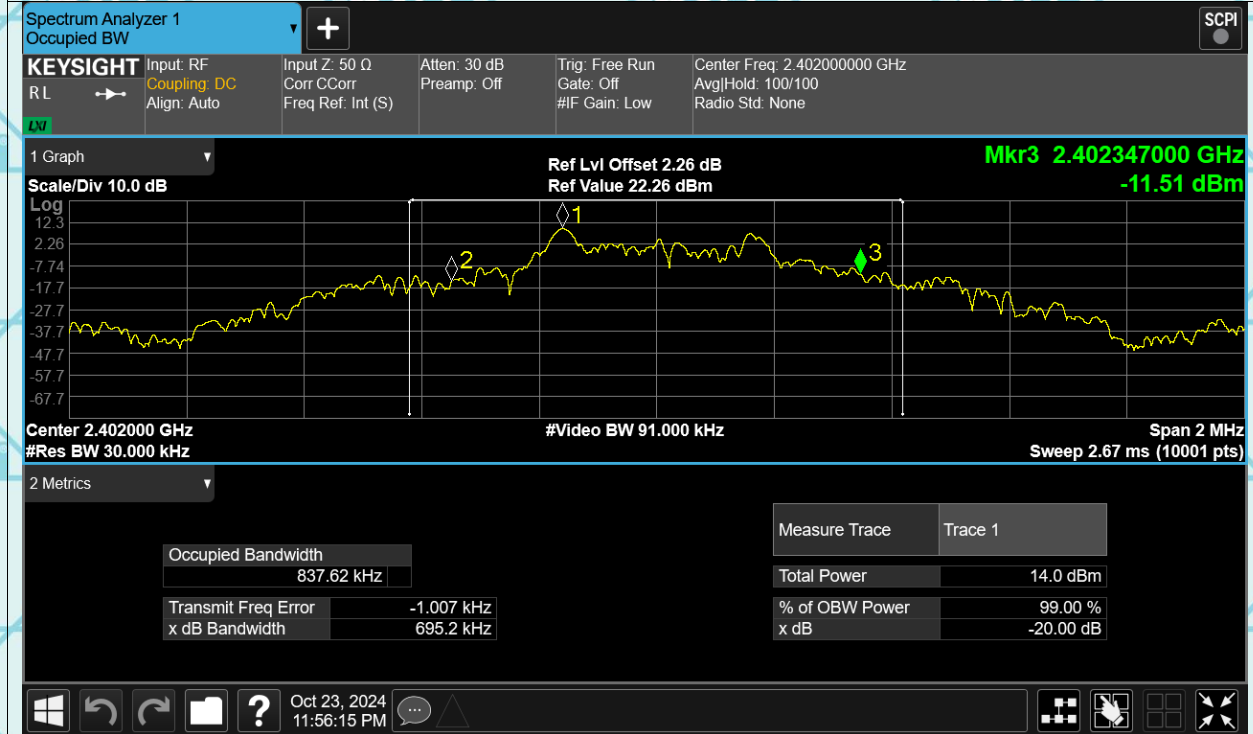 Spectrum Analyzer 1
Occupied BW
SCPI
KEYSIGHT
R L
LXI
Input: RF
Coupling: DC
Align: Auto
Input Z: 50 Ω
Corr CCorr
Freq Ref: Int (S)
Atten: 30 dB
Preamp: Off
Trig: Free Run
Gate: Off
#IF Gain: Low
Center Freq: 2.402000000 GHz
Avg|Hold: 100/100
Radio Std: None
1 Graph
Scale/Div 10.0 dB
Ref Lvl Offset 2.26 dB
Ref Value 22.26 dBm
Mkr3 2.402347000 GHz
-11.51 dBm
Log
12.3
2.26
-7.74
-17.7
-27.7
-37.7
-47.7
-57.7
-67.7
1
2
3
Center 2.402000 GHz
#Video BW 91.000 kHz
Span 2 MHz
#Res BW 30.000 kHz
Sweep 2.67 ms (10001 pts)
2 Metrics
Occupied Bandwidth
837.62 kHz
Transmit Freq Error -1.007 kHz
x dB Bandwidth 695.2 kHz
Measure Trace Trace 1
Total Power 14.0 dBm
% of OBW Power 99.00 %
x dB -20.00 dB
?
Oct 23, 2024
11:56:15 PM